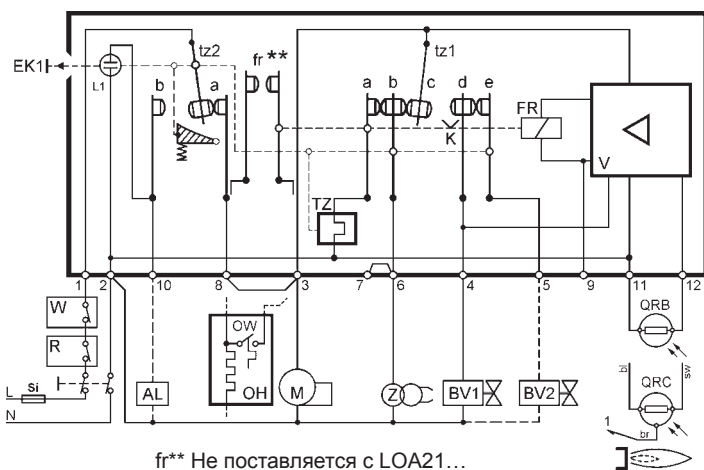 tz2 fr** tz1
EK1
L1 b a a b c d e
FR
K
V
TZ
1 2 10 8 3 7 6 4 5 9 11 12
W
QRB
OW
R
L Si
AL OH M Z BV1 BV2
bl sw
QRC
N
1 br
fr** Не поставляется с LOA21...